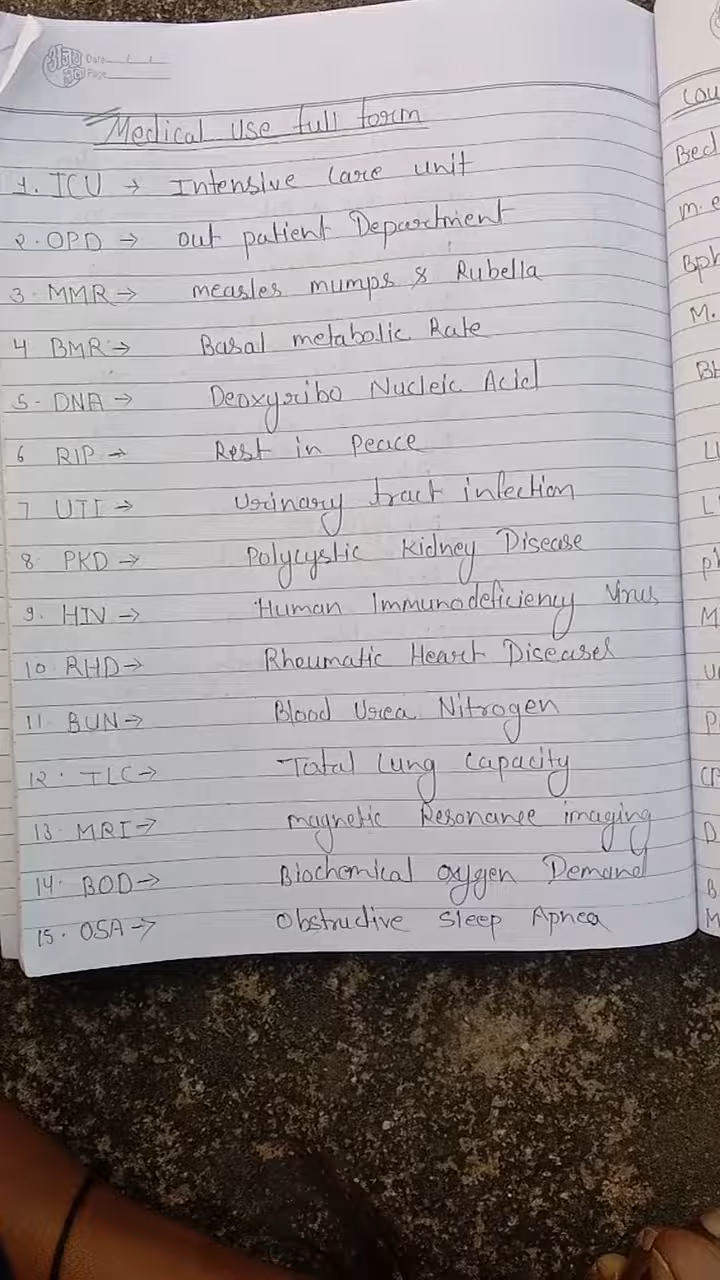 Date
Page
Medical use full form
1. ICU → Intensive Care unit
2. OPD → out patient Department
3. MMR → measles mumps & Rubella
4 BMR → Basal metabolic Rate
5. DNA → Deoxyribo Nucleic Acid
6 RIP → Rest in Peace
7 UTI → Urinary tract infection
8 PKD → Polycystic Kidney Disease
9. HIV → Human Immunodeficiency Virus
10. RHD → Rheumatic Heart Diseases
11. BUN → Blood Urea Nitrogen
12. TLC → Total Lung Capacity
13. MRI → magnetic Resonance imaging
14. BOD → Biochemical oxygen Demand
15. OSA → Obstructive Sleep Apnea